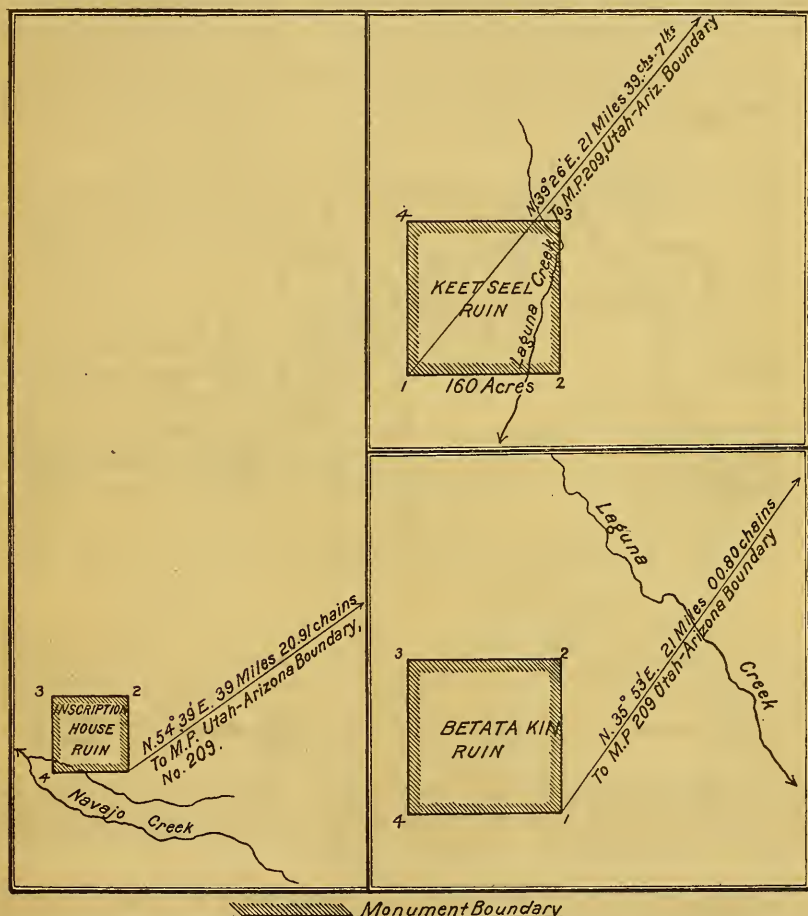 N.39°26'E. 21 Miles 39.chs.7lks
To M.P.209, Utah-Ariz. Boundary
4
3
KEET SEEL
RUIN
Laguna Creek
1
160 Acres
2
N.54°39'E. 39 Miles 20.91 chains
To M.P. Utah-Arizona Boundary,
No. 209.
3
2
INSCRIPTION
HOUSE
RUIN
4
Navajo Creek
Laguna
Creek
N. 35° 53'E. 21 Miles 00.80 chains
To M.P 209 Utah-Arizona Boundary
3
2
BETATA KIN
RUIN
4
1
Monument Boundary